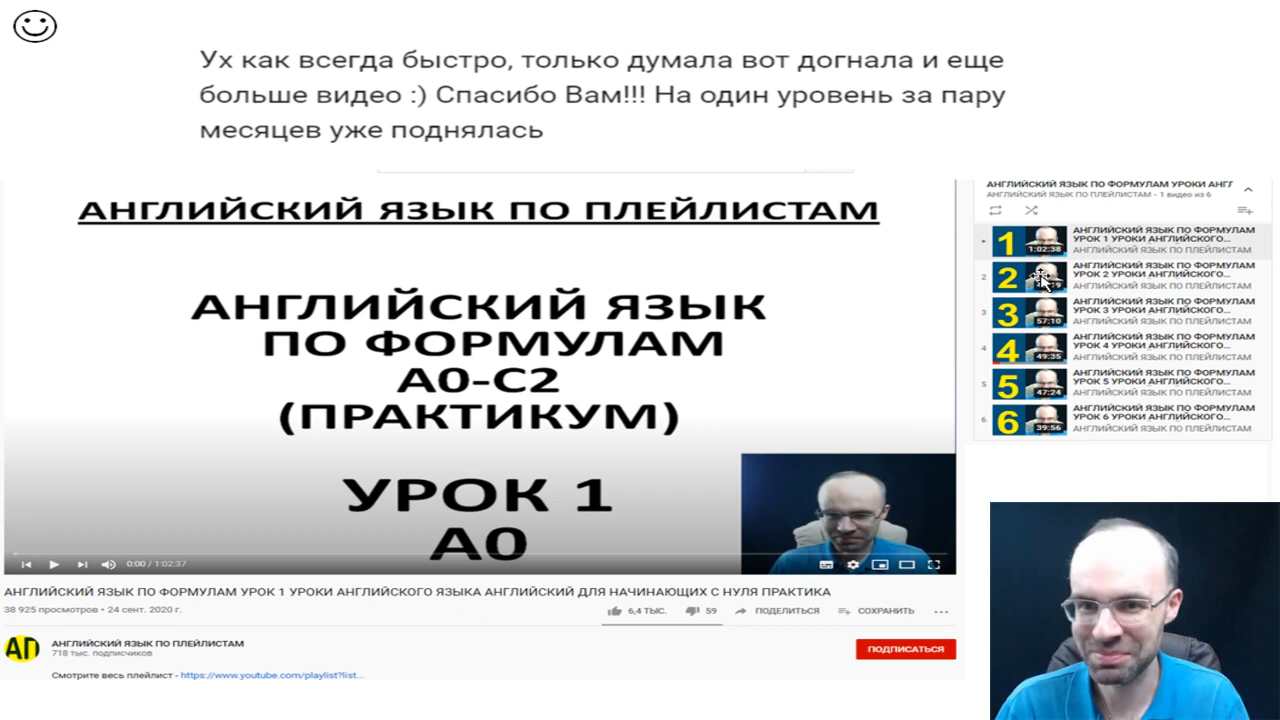 Ух как всегда быстро, только думала вот догнала и еще
больше видео :) Спасибо Вам!!! На один уровень за пару
месяцев уже поднялась
АНГЛИЙСКИЙ ЯЗЫК ПО ПЛЕЙЛИСТАМ
АНГЛИЙСКИЙ ЯЗЫК
ПО ФОРМУЛАМ
А0-С2
(ПРАКТИКУМ)
УРОК 1
А0
0:00 / 1:02:37
АНГЛИЙСКИЙ ЯЗЫК ПО ФОРМУЛАМ УРОК 1 УРОКИ АНГЛИЙСКОГО ЯЗЫКА АНГЛИЙСКИЙ ДЛЯ НАЧИНАЮЩИХ С НУЛЯ ПРАКТИКА
38 925 просмотров • 24 сент. 2020 г.
6,4 ТЫС. 59 ПОДЕЛИТЬСЯ СОХРАНИТЬ ...
АП АНГЛИЙСКИЙ ЯЗЫК ПО ПЛЕЙЛИСТАМ
718 тыс. подписчиков
ПОДПИСАТЬСЯ
Смотрите весь плейлист - https://www.youtube.com/playlist?list...
АНГЛИЙСКИЙ ЯЗЫК ПО ФОРМУЛАМ УРОКИ АНГЛ
АНГЛИЙСКИЙ ЯЗЫК ПО ПЛЕЙЛИСТАМ - 1 видео из 6
1 1:02:38 АНГЛИЙСКИЙ ЯЗЫК ПО ФОРМУЛАМ
УРОК 1 УРОКИ АНГЛИЙСКОГО...
АНГЛИЙСКИЙ ЯЗЫК ПО ПЛЕЙЛИСТАМ
2 2 АНГЛИЙСКИЙ ЯЗЫК ПО ФОРМУЛАМ
УРОК 2 УРОКИ АНГЛИЙСКОГО...
АНГЛИЙСКИЙ ЯЗЫК ПО ПЛЕЙЛИСТАМ
3 3 57:10 АНГЛИЙСКИЙ ЯЗЫК ПО ФОРМУЛАМ
УРОК 3 УРОКИ АНГЛИЙСКОГО...
АНГЛИЙСКИЙ ЯЗЫК ПО ПЛЕЙЛИСТАМ
4 4 49:35 АНГЛИЙСКИЙ ЯЗЫК ПО ФОРМУЛАМ
УРОК 4 УРОКИ АНГЛИЙСКОГО...
АНГЛИЙСКИЙ ЯЗЫК ПО ПЛЕЙЛИСТАМ
5 5 47:24 АНГЛИЙСКИЙ ЯЗЫК ПО ФОРМУЛАМ
УРОК 5 УРОКИ АНГЛИЙСКОГО...
АНГЛИЙСКИЙ ЯЗЫК ПО ПЛЕЙЛИСТАМ
6 6 39:56 АНГЛИЙСКИЙ ЯЗЫК ПО ФОРМУЛАМ
УРОК 6 УРОКИ АНГЛИЙСКОГО...
АНГЛИЙСКИЙ ЯЗЫК ПО ПЛЕЙЛИСТАМ